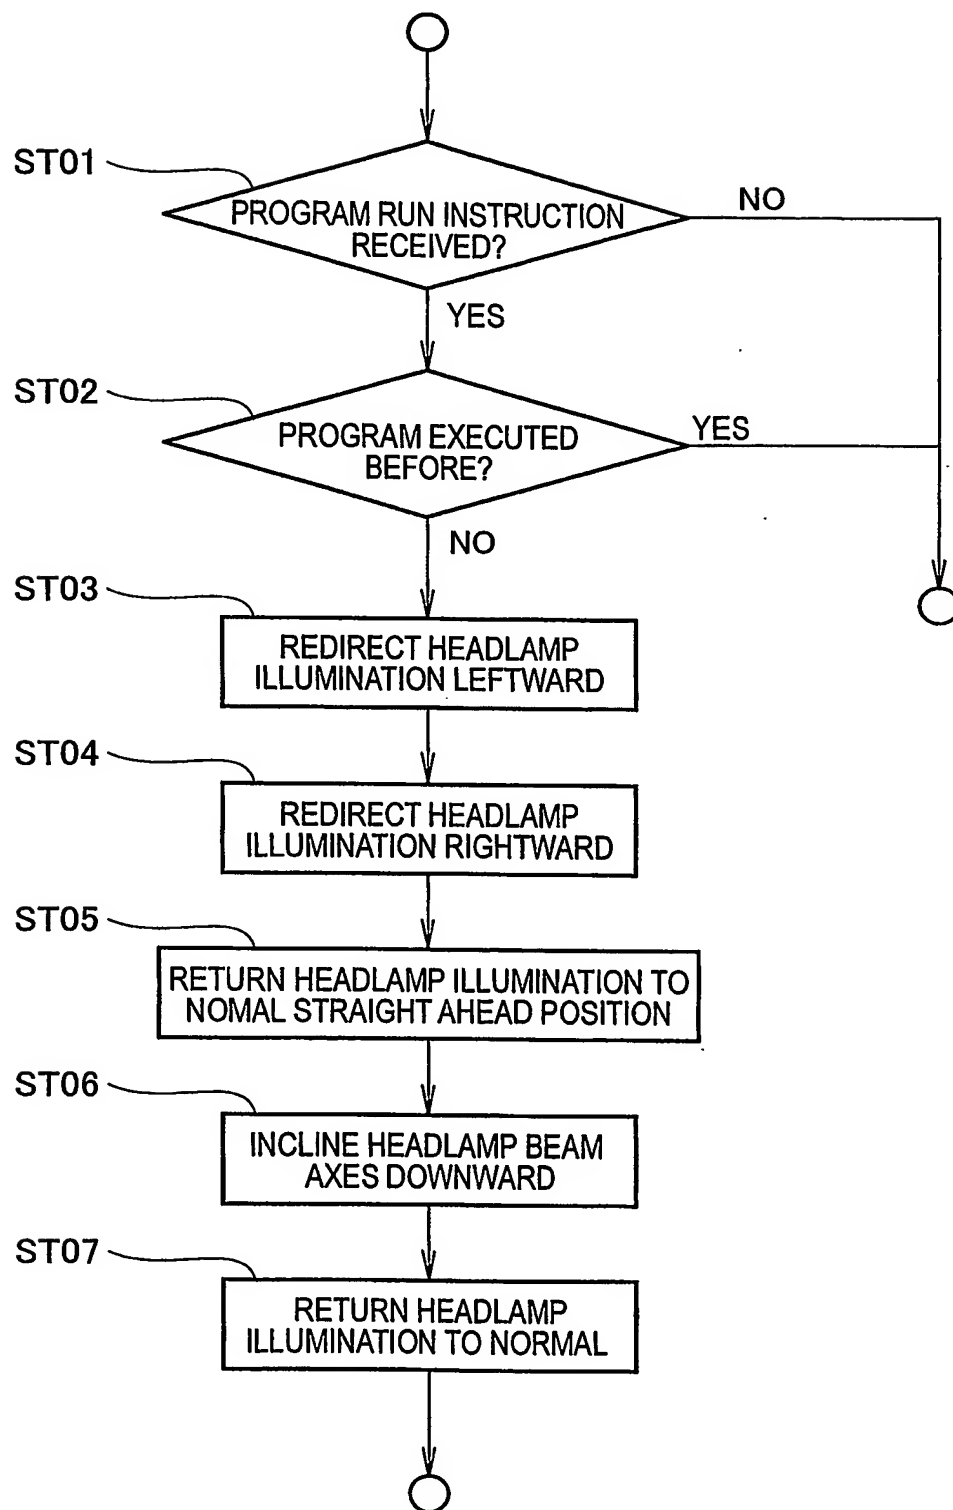 ST01
PROGRAM RUN INSTRUCTION
RECEIVED?
NO
YES
ST02
PROGRAM EXECUTED
BEFORE?
YES
NO
ST03
REDIRECT HEADLAMP
ILLUMINATION LEFTWARD
ST04
REDIRECT HEADLAMP
ILLUMINATION RIGHTWARD
ST05
RETURN HEADLAMP ILLUMINATION TO
NOMAL STRAIGHT AHEAD POSITION
ST06
INCLINE HEADLAMP BEAM
AXES DOWNWARD
ST07
RETURN HEADLAMP
ILLUMINATION TO NORMAL